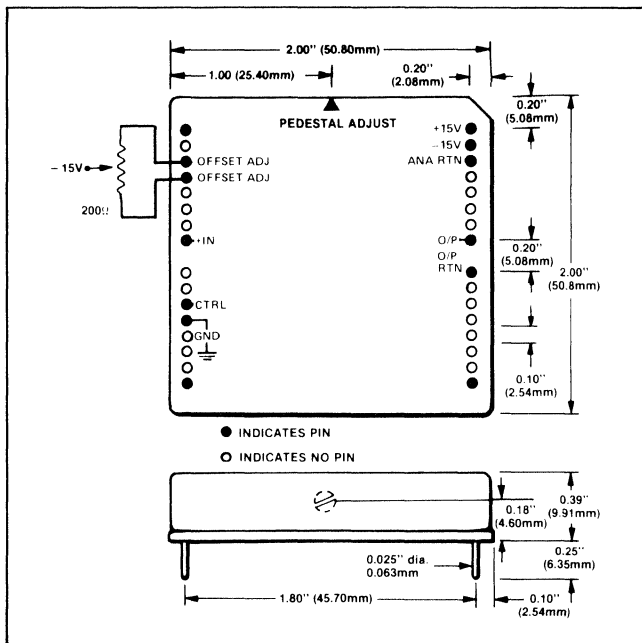 2.00'' (50.80mm)
1.00 (25.40mm)
0.20''
(2.08mm)
0.20''
(5.08mm)
PEDESTAL ADJUST
+15V
-15V
ANA RTN
OFFSET ADJ
OFFSET ADJ
-15V
200Ω
+IN
O/P
O/P
RTN
0.20''
(5.08mm)
2.00''
(50.8mm)
CTRL
GND
0.10''
(2.54mm)
● INDICATES PIN
○ INDICATES NO PIN
0.18''
(4.60mm)
0.39''
(9.91mm)
0.025'' dia.
0.063mm
0.25''
(6.35mm)
1.80'' (45.70mm)
0.10''
(2.54mm)